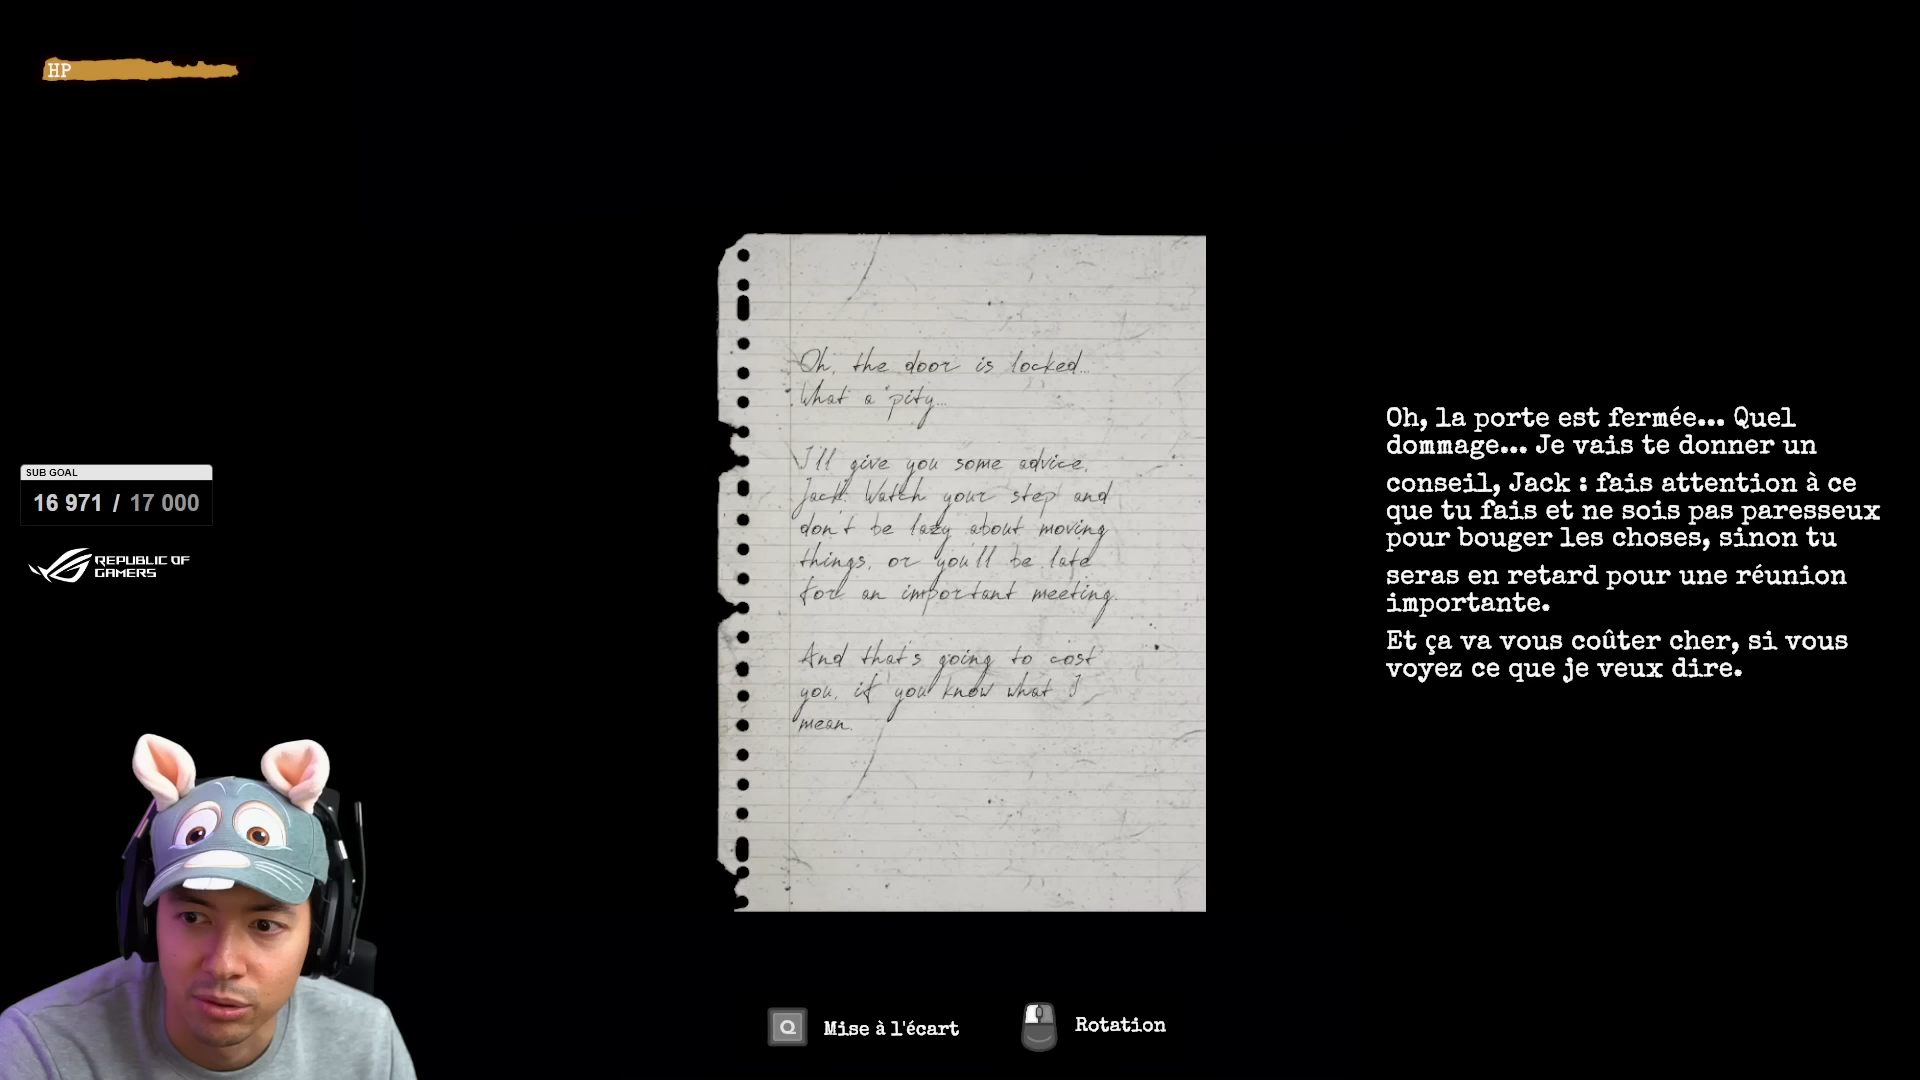 HP
SUB GOAL
16 971 / 17 000
REPUBLIC OF
GAMERS
Oh, the door is locked...
What a pity...
I'll give you some advice,
Jack. Watch your step and
don't be lazy about moving
things, or you'll be late
for an important meeting.
And that's going to cost
you, if you know what I
mean.
Oh, la porte est fermée... Quel
dommage... Je vais te donner un
conseil, Jack : fais attention à ce
que tu fais et ne sois pas paresseux
pour bouger les choses, sinon tu
seras en retard pour une réunion
importante.
Et ça va vous coûter cher, si vous
voyez ce que je veux dire.
Q Mise à l'écart
Rotation